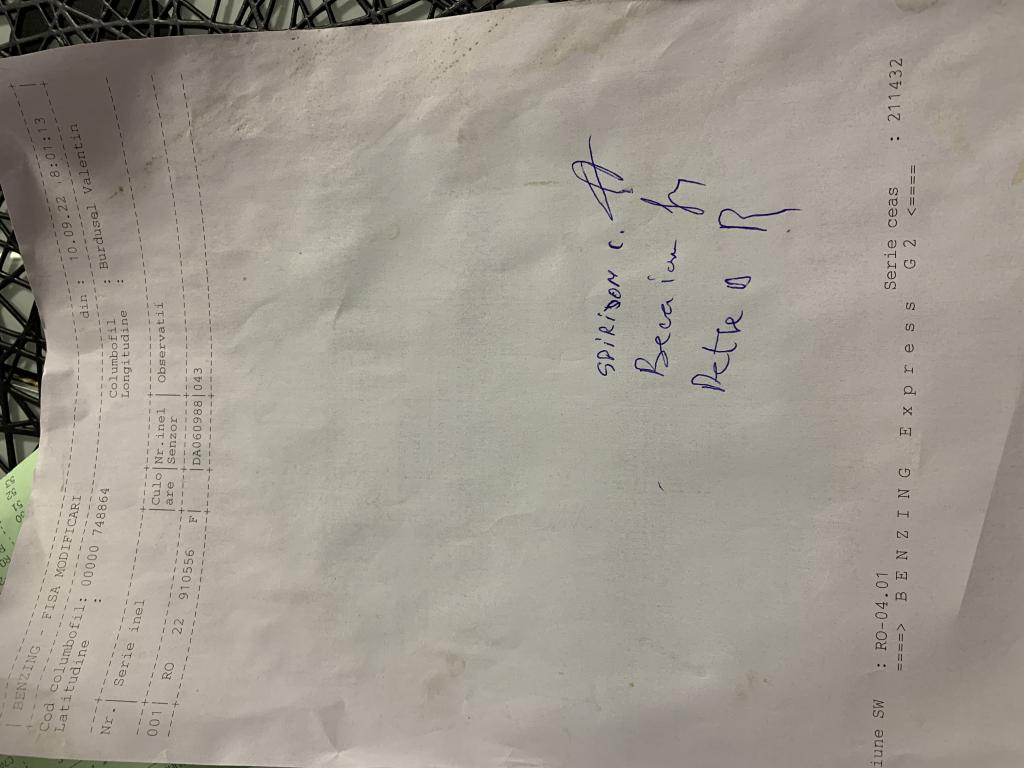 BENZING - FISA MODIFICARI din : 10.09.22 8:01:13
Cod columbofil: 00000 748864 Columbofil : Burdusel Valentin
Latitudine : Longitudine :
Nr.| Serie inel |Culo|Nr.inel | Observatii
are |Senzor |
001| RO 22 910556 F|DA060988|043
SPIRIDON C.
Petre D
iune SW : RO-04.01 Serie ceas : 211432
====> B E N Z I N G E x p r e s s G 2 <====